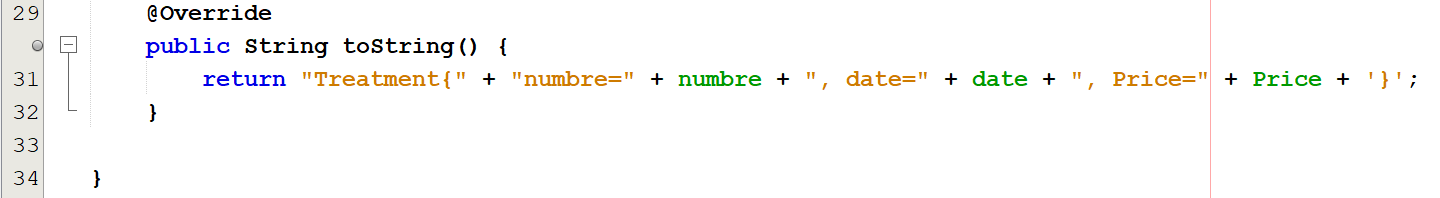 29 @Override
public String toString() {
31 return "Treatment{" + "numbre=" + numbre + ", date=" + date + ", Price=" + Price + '}';
32 }
33
34 }